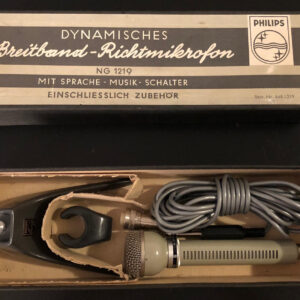 DYNAMISCHES
PHILIPS
Breitband-Richtmikrofon
NG 1219
MIT SPRACHE · MUSIK · SCHALTER
EINSCHLIESSLICH ZUBEHÖR